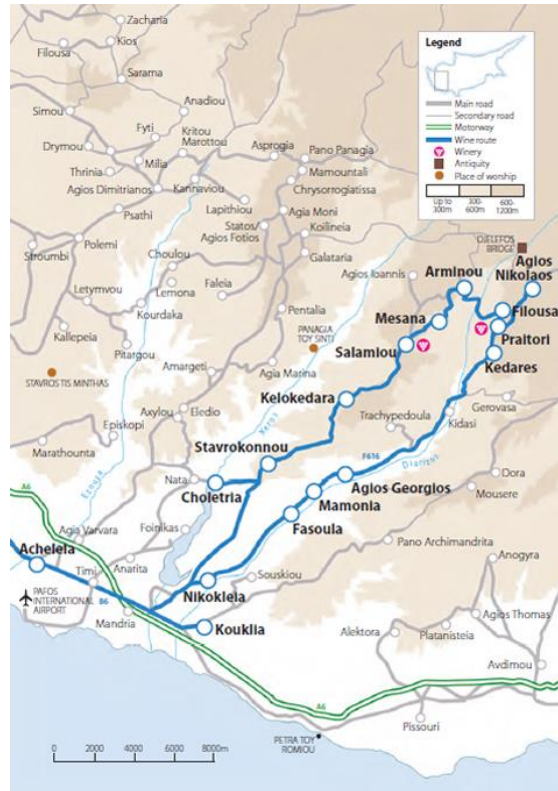 Zacharia
Kios
Filousa
Sarama
Simou
Anadiou
Fyti
Kritou
Marottou
Drymou
Milia
Thrinia
Asprogia
Pano Panagia
Mamountali
Chrysorrogiatissa
Agios Dimitrianos
Kannaviou
Lapithiou
Agia Moni
Psathi
Statos/
Agios Fotios
Koilineia
Polemi
Choulou
Galataria
Stroumbi
Lemona
Faleia
Letymvou
Kourdaka
Pentalia
Kallepeia
Pitargou
PANAGIA
TOY SINTI
STAVROS TIS MINTHAS
Amargeti
Agia Marina
Axylou
Eledio
Episkopi
Marathounta
Legend
Main road
Secondary road
Motorway
Wine route
Winery
Antiquity
Place of worship
Up to
300m
300-
600m
600-
1200m
DJELEFOS
BRIDGE
Agios
Nikolaos
Agios Ioannis
Arminou
Mesana
Filousa
Praitori
Salamiou
Kedares
Kelokedara
Xeros
Trachypedoula
Gerovasa
Kidasi
Stavrokonnou
F616
Diarizos
Ezousa
Nata
Choletria
Agios Georgios
Dora
Mamonia
Mousere
A6
Foinikas
Fasoula
Agia Varvara
Pano Archimandrita
Acheleia
Timi
Anarita
Souskiou
Anogyra
Nikokleia
PAFOS
INTERNATIONAL
AIRPORT
B6
Mandria
Kouklia
Agios Thomas
Alektora
Platanisteia
Avdimou
A6
Pissouri
PETRA TOY
ROMIOU
0 2000 4000 6000 8000m